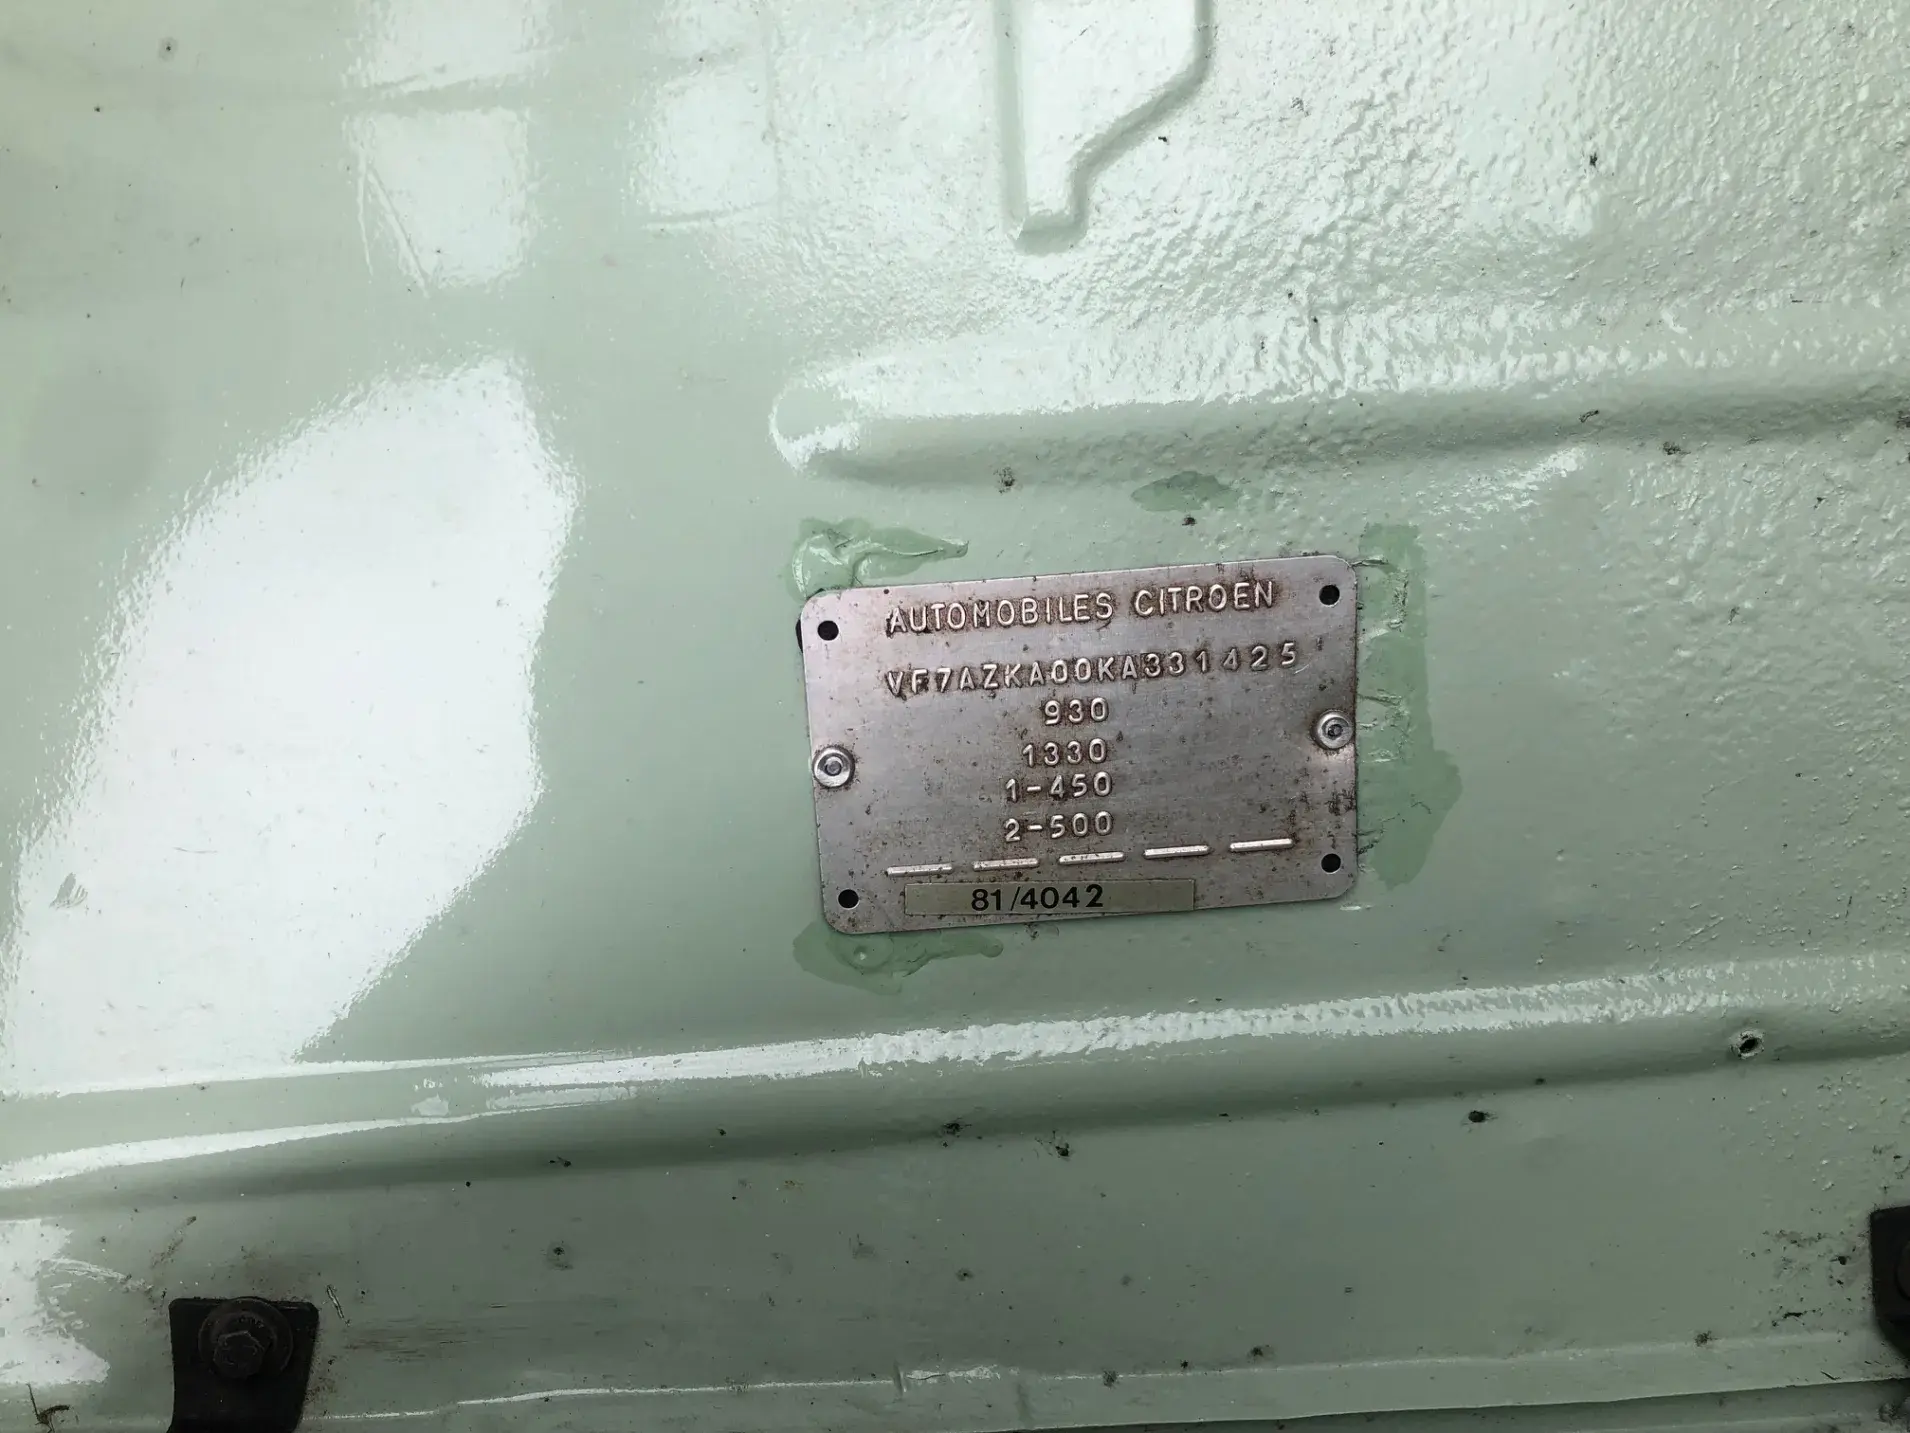 AUTOMOBILES CITROEN
VF7AZKA00KA331425
930
1330
1-450
2-500
81/4042